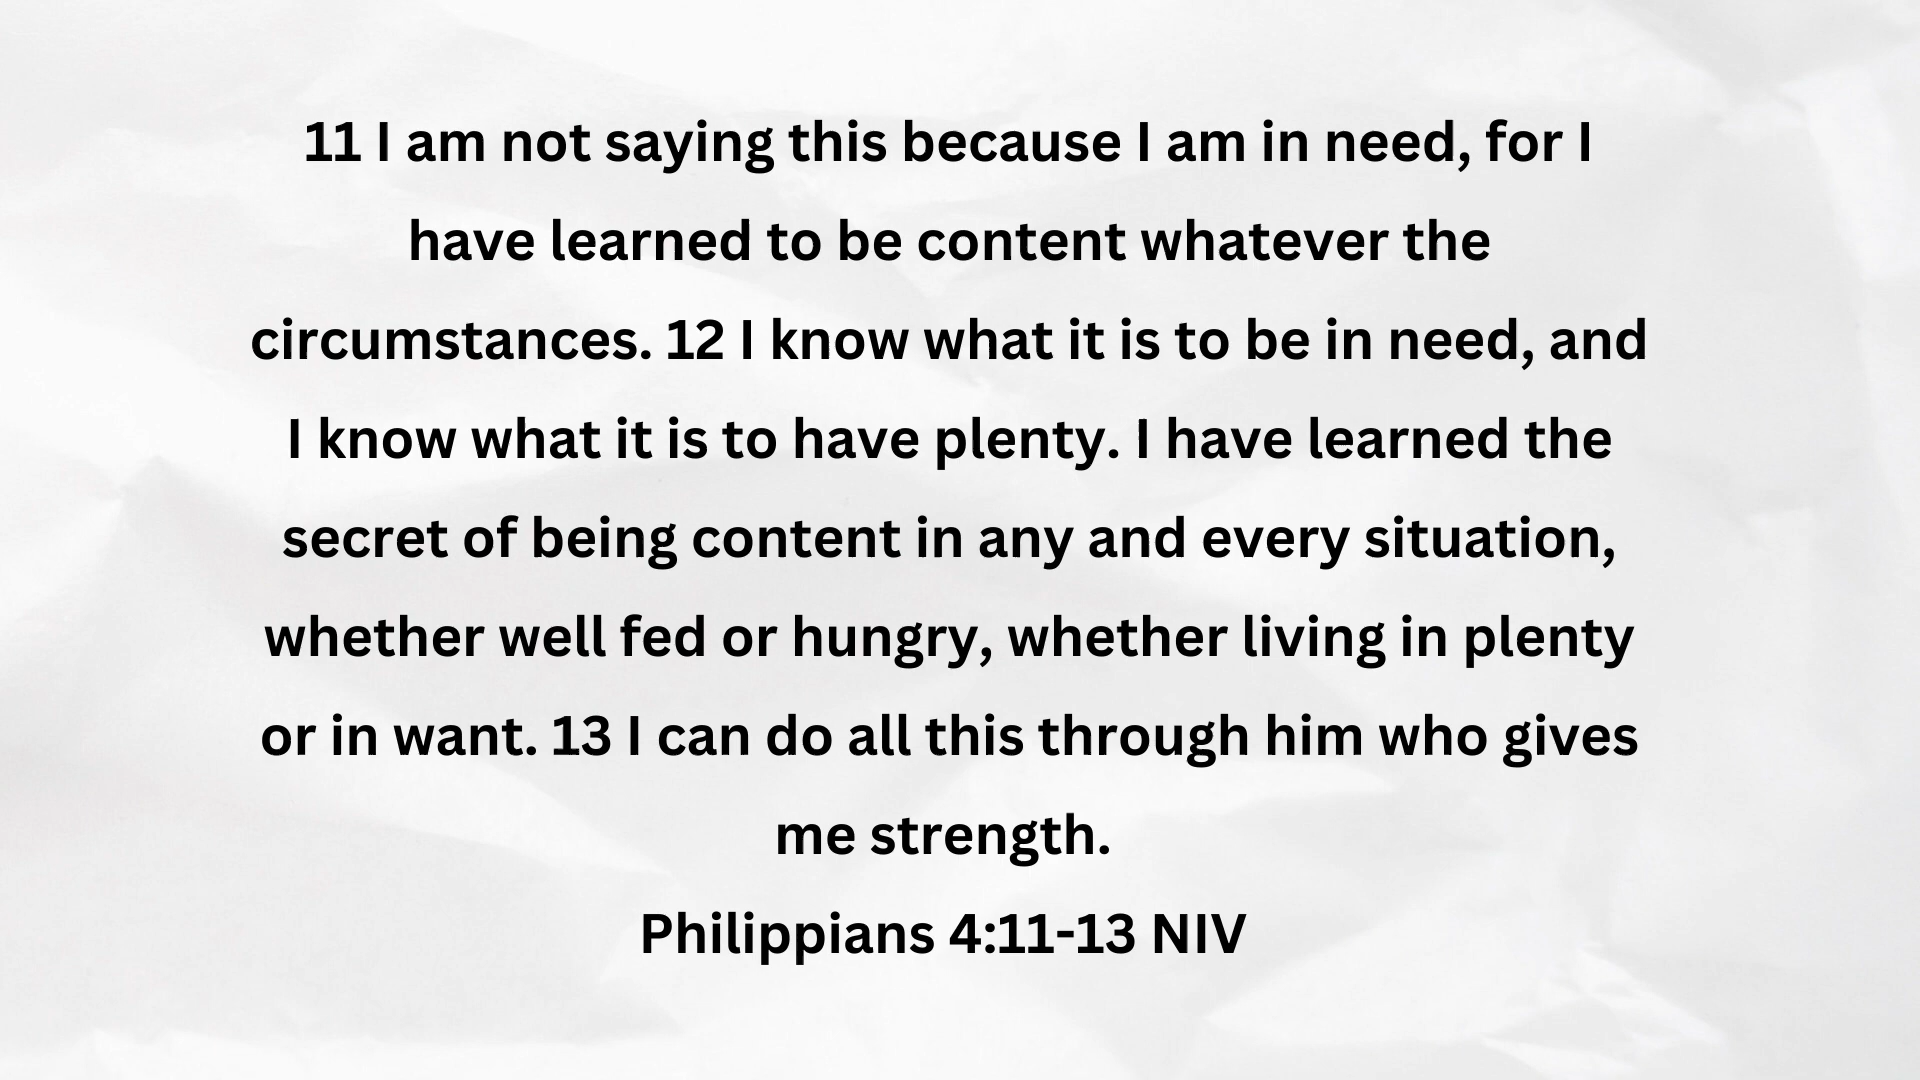 11 I am not saying this because I am in need, for I
have learned to be content whatever the
circumstances. 12 I know what it is to be in need, and
I know what it is to have plenty. I have learned the
secret of being content in any and every situation,
whether well fed or hungry, whether living in plenty
or in want. 13 I can do all this through him who gives
me strength.
Philippians 4:11-13 NIV